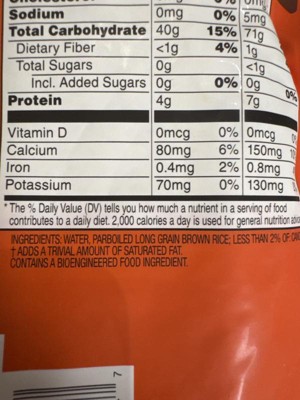 Sodium 0mg 0% 5mg
Total Carbohydrate 40g 15% 71g
Dietary Fiber <1g 4% 1g
Total Sugars 0g <1g
Incl. Added Sugars 0g 0% 0g 0%
Protein 4g 7g
Vitamin D 0mcg 0% 0mcg
Calcium 80mg 6% 150mg
Iron 0.4mg 2% 0.8mg
Potassium 70mg 0% 130mg
*The % Daily Value (DV) tells you how much a nutrient in a serving of food
contributes to a daily diet. 2,000 calories a day is used for general nutrition
INGREDIENTS: WATER, PARBOILED LONG GRAIN BROWN RICE; LESS THAN 2% OF:
† ADDS A TRIVIAL AMOUNT OF SATURATED FAT.
CONTAINS A BIOENGINEERED FOOD INGREDIENT.
7